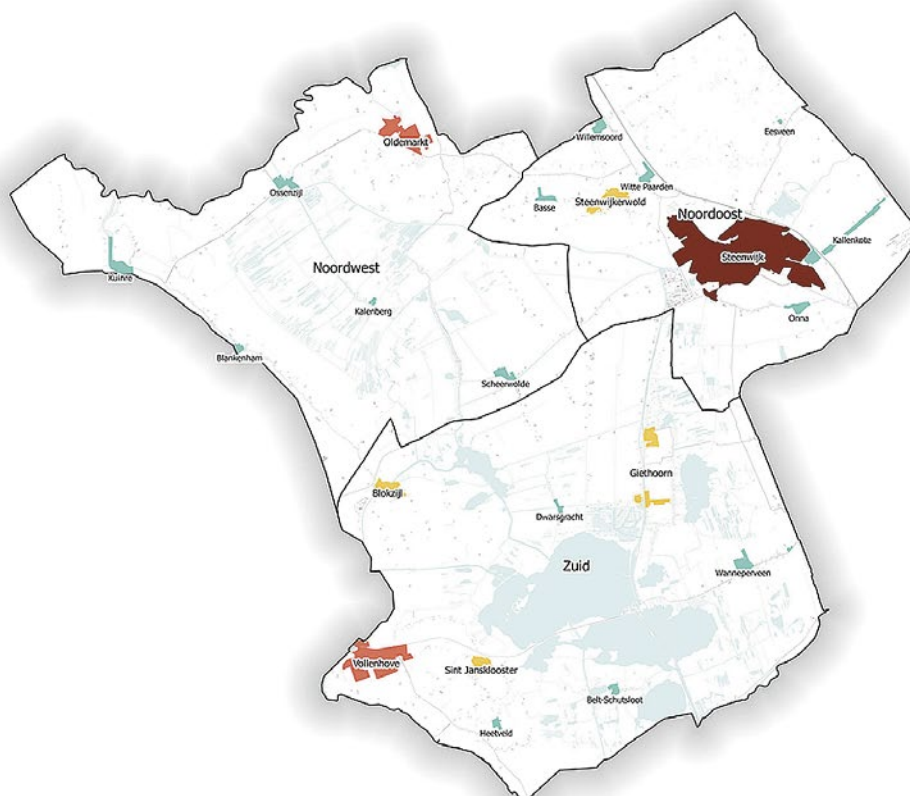 Oldemarkt
Willemsoord
Eesveen
Ossenzijl
Witte Paarden
Basse
Steenwijkerwold
Noordoost
Kallenkote
Steenwijk
Noordwest
Kuinre
Kalenberg
Onna
Blankenham
Scheerwolde
Giethoorn
Blokzijl
Dwarsgracht
Zuid
Wanneperveen
Vollenhove
Sint Jansklooster
Belt-Schutsloot
Heetveld